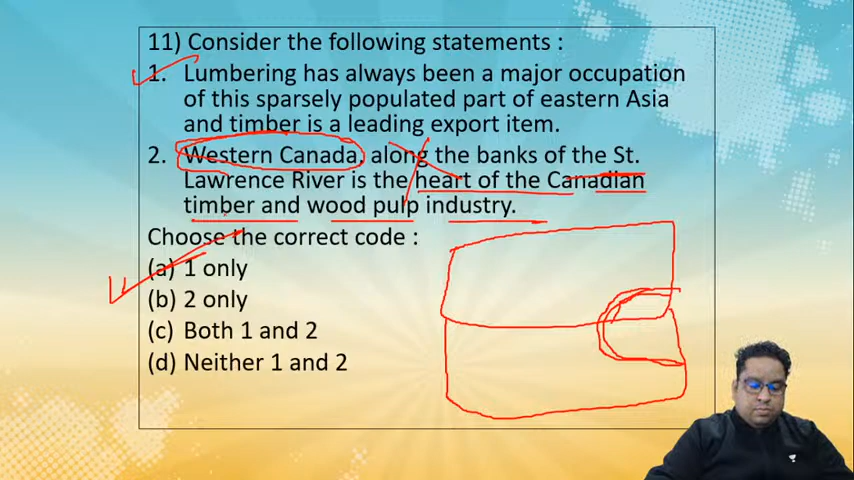 11) Consider the following statements :
1. Lumbering has always been a major occupation
of this sparsely populated part of eastern Asia
and timber is a leading export item.
2. Western Canada, along the banks of the St.
Lawrence River is the heart of the Canadian
timber and wood pulp industry.
Choose the correct code :
(a) 1 only
(b) 2 only
(c) Both 1 and 2
(d) Neither 1 and 2